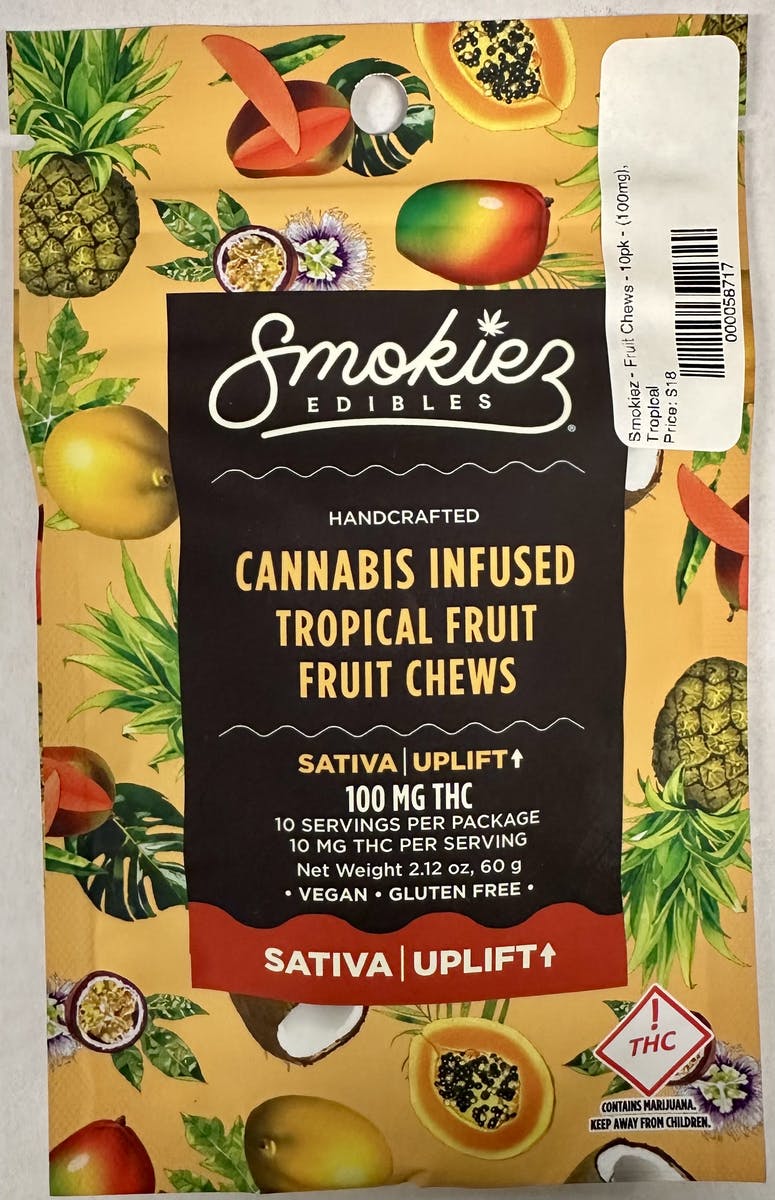 Smokiez - Fruit Chews - 10pk - (100mg),
Tropical
Price: $18
000058717
Smokiez
EDIBLES
®
HANDCRAFTED
CANNABIS INFUSED
TROPICAL FRUIT
FRUIT CHEWS
SATIVA | UPLIFT↑
100 MG THC
10 SERVINGS PER PACKAGE
10 MG THC PER SERVING
Net Weight 2.12 oz, 60 g
• VEGAN • GLUTEN FREE •
SATIVA | UPLIFT↑
!
THC
CONTAINS MARIJUANA.
KEEP AWAY FROM CHILDREN.